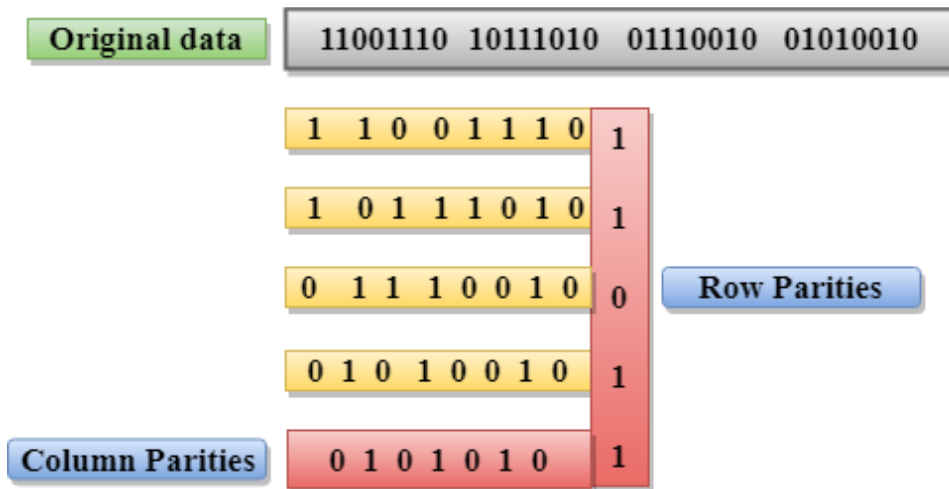 Original data 11001110 10111010 01110010 01010010
1 1 0 0 1 1 1 0 1
1 0 1 1 1 0 1 0 1
0 1 1 1 0 0 1 0 0 Row Parities
0 1 0 1 0 0 1 0 1
Column Parities 0 1 0 1 0 1 0 1